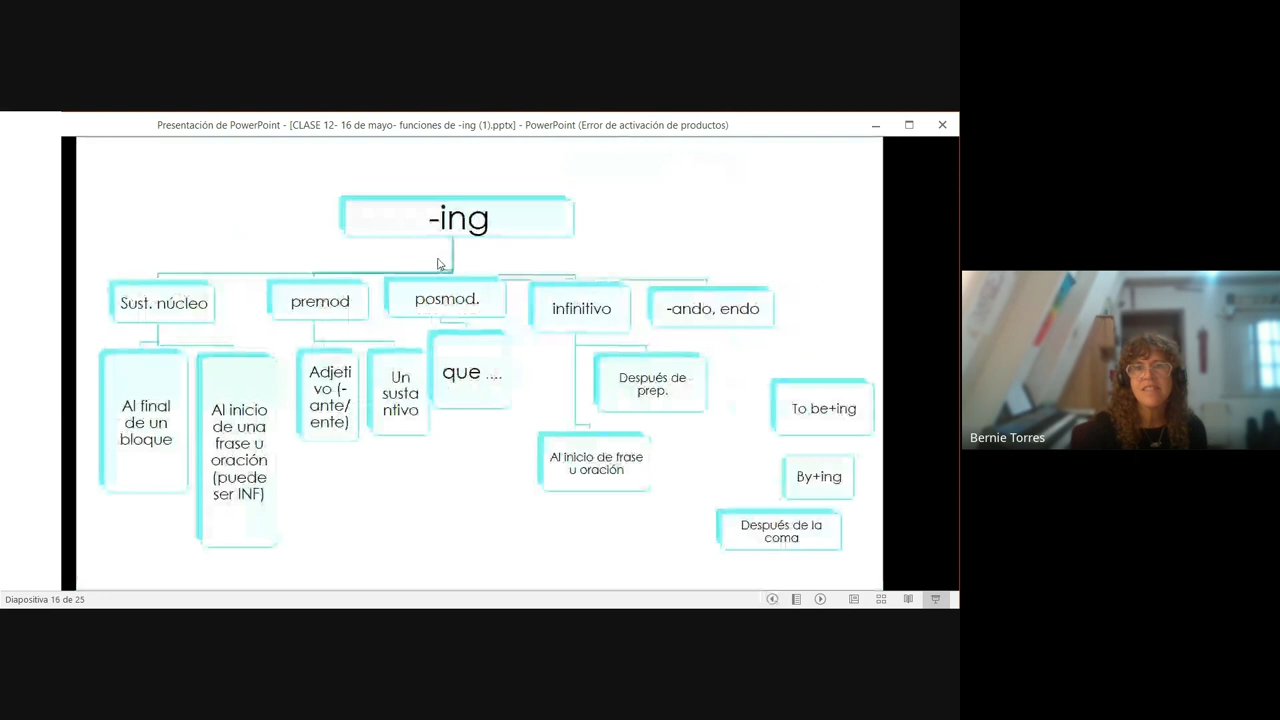 Presentación de PowerPoint - [CLASE 12- 16 de mayo- funciones de -ing (1).pptx] - PowerPoint (Error de activación de productos)
-ing
Sust. núcleo
premod
posmod.
infinitivo
-ando, endo
Al final
de un
bloque
Al inicio
de una
frase u
oración
(puede
ser INF)
Adjeti
vo (-
ante/
ente)
Un
susta
ntivo
que ....
Después de
prep.
Al inicio de frase
u oración
To be+ing
By+ing
Después de la
coma
Diapositiva 16 de 25
Bernie Torres